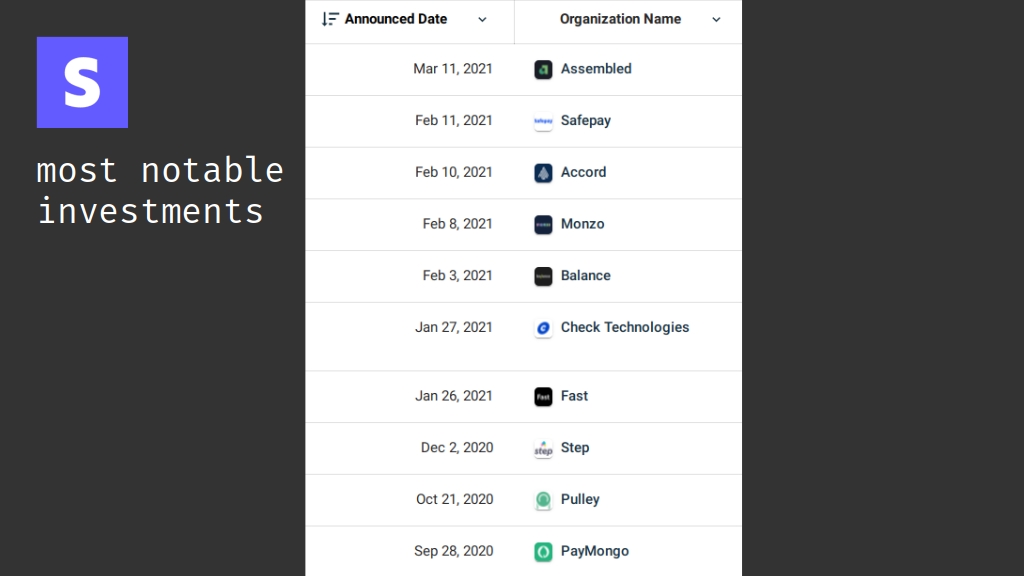 S
most notable
investments
Announced Date Organization Name
Mar 11, 2021 Assembled
Feb 11, 2021 Safepay
Feb 10, 2021 Accord
Feb 8, 2021 Monzo
Feb 3, 2021 Balance
Jan 27, 2021 Check Technologies
Jan 26, 2021 Fast Fast
Dec 2, 2020 step Step
Oct 21, 2020 Pulley
Sep 28, 2020 PayMongo